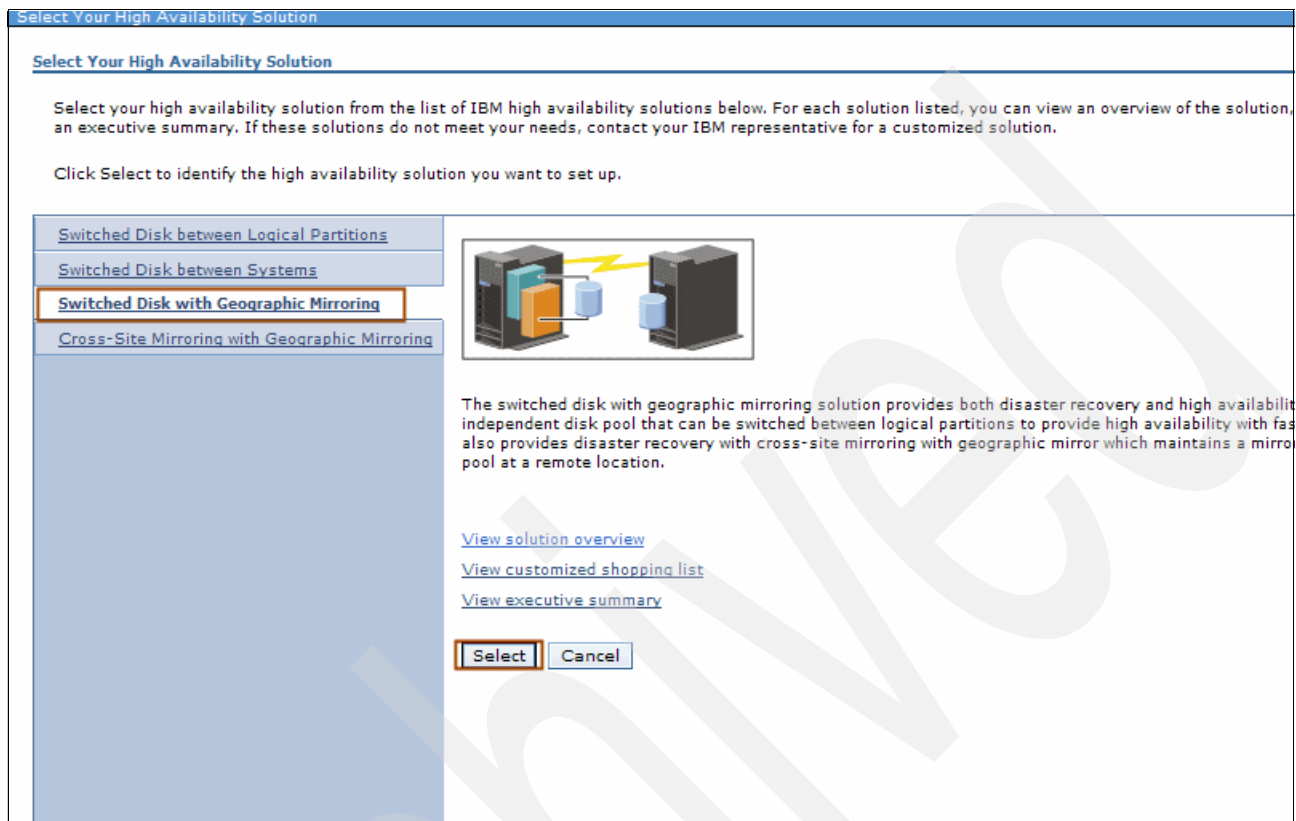 Select Your High Availability Solution
Select Your High Availability Solution
Select your high availability solution from the list of IBM high availability solutions below. For each solution listed, you can view an overview of the solution,
an executive summary. If these solutions do not meet your needs, contact your IBM representative for a customized solution.
Click Select to identify the high availability solution you want to set up.
Switched Disk between Logical Partitions
Switched Disk between Systems
Switched Disk with Geographic Mirroring
Cross-Site Mirroring with Geographic Mirroring
The switched disk with geographic mirroring solution provides both disaster recovery and high availabilit
independent disk pool that can be switched between logical partitions to provide high availability with fas
also provides disaster recovery with cross-site mirroring with geographic mirror which maintains a mirro
pool at a remote location.
View solution overview
View customized shopping list
View executive summary
Select Cancel
hived